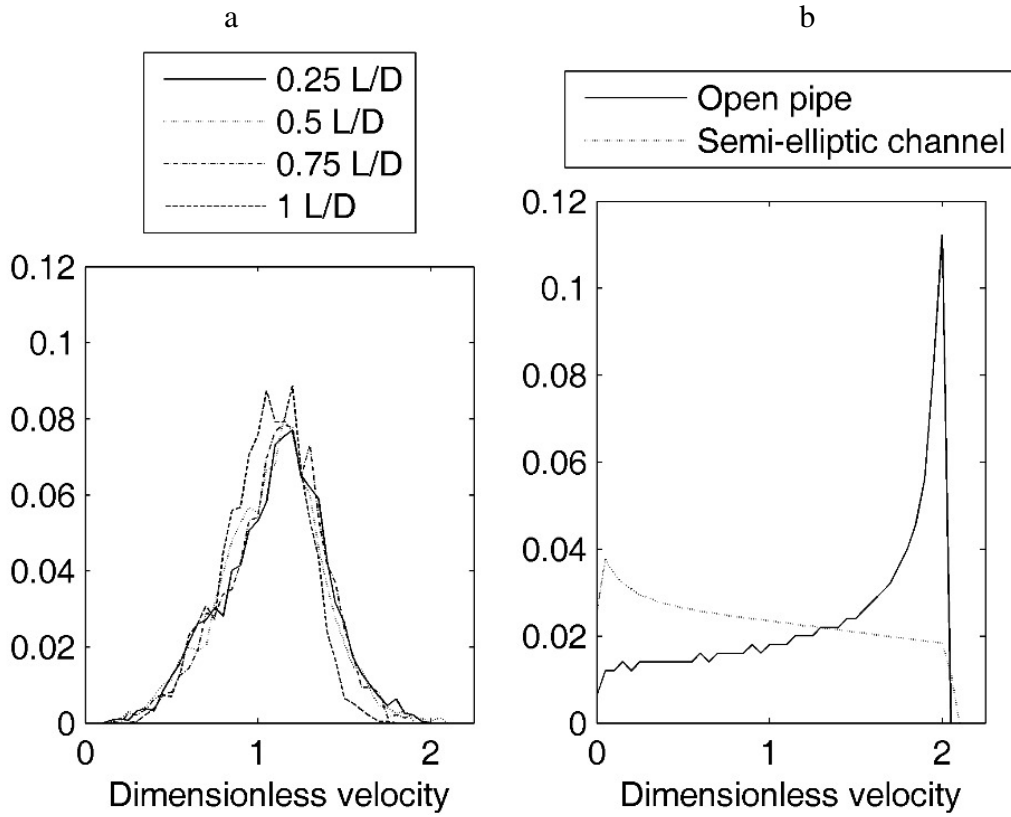 a
0.25 L/D
0.5 L/D
0.75 L/D
1 L/D
0.12
0.1
0.08
0.06
0.04
0.02
0
0 1 2
Dimensionless velocity
b
Open pipe
Semi-elliptic channel
0.12
0.1
0.08
0.06
0.04
0.02
0
0 1 2
Dimensionless velocity